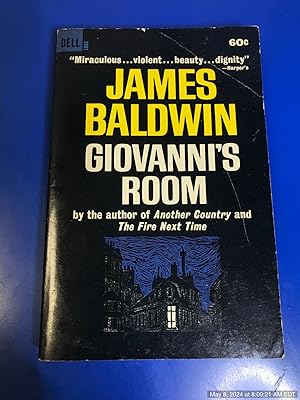 DELL
60¢
"Miraculous...violent...beauty...dignity"
—Harper's
JAMES
BALDWIN
GIOVANNI'S
ROOM
by the author of Another Country and
The Fire Next Time
May 8, 2024 at 8:09:21 AM EDT